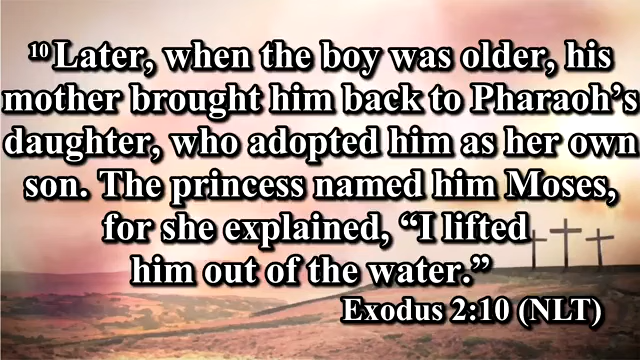 10 Later, when the boy was older, his
mother brought him back to Pharaoh’s
daughter, who adopted him as her own
son. The princess named him Moses,
for she explained, “I lifted
him out of the water.”
Exodus 2:10 (NLT)